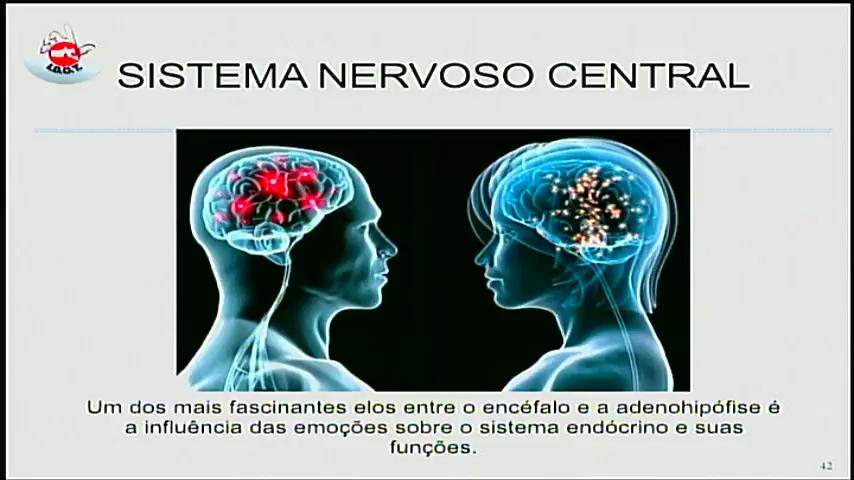 I.B.O.T.
SISTEMA NERVOSO CENTRAL
Um dos mais fascinantes elos entre o encéfalo e a adenohipófise é
a influência das emoções sobre o sistema endócrino e suas
funções.
42